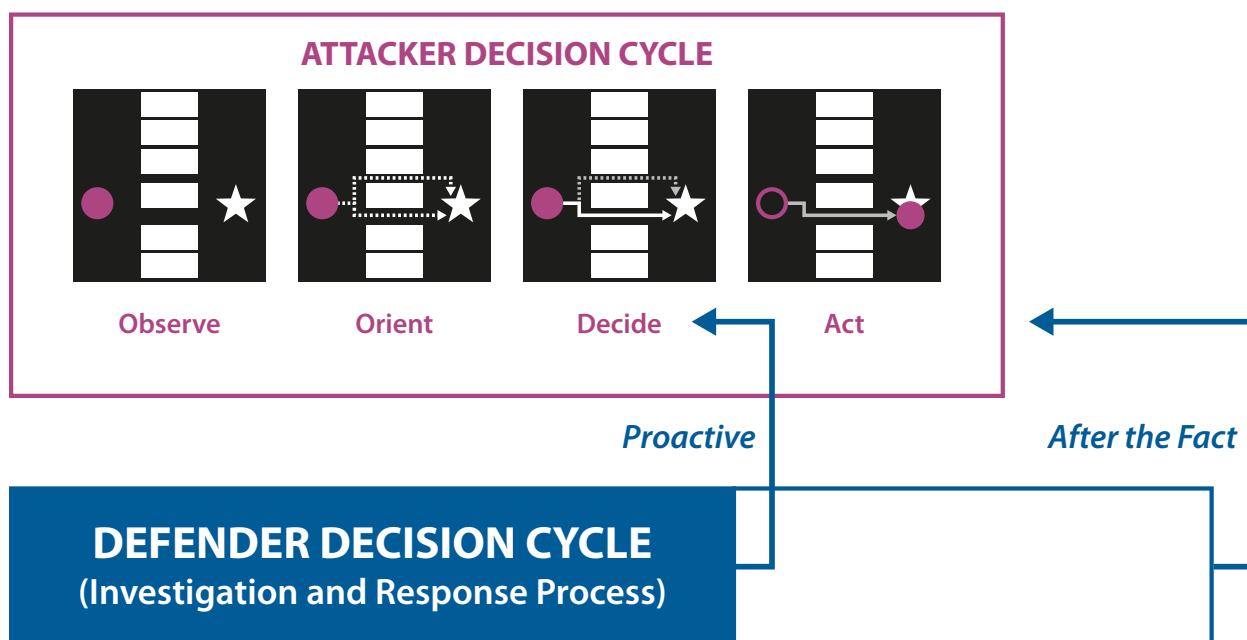 ATTACKER DECISION CYCLE
Observe
Orient
Decide
Act
Proactive
After the Fact
DEFENDER DECISION CYCLE
(Investigation and Response Process)